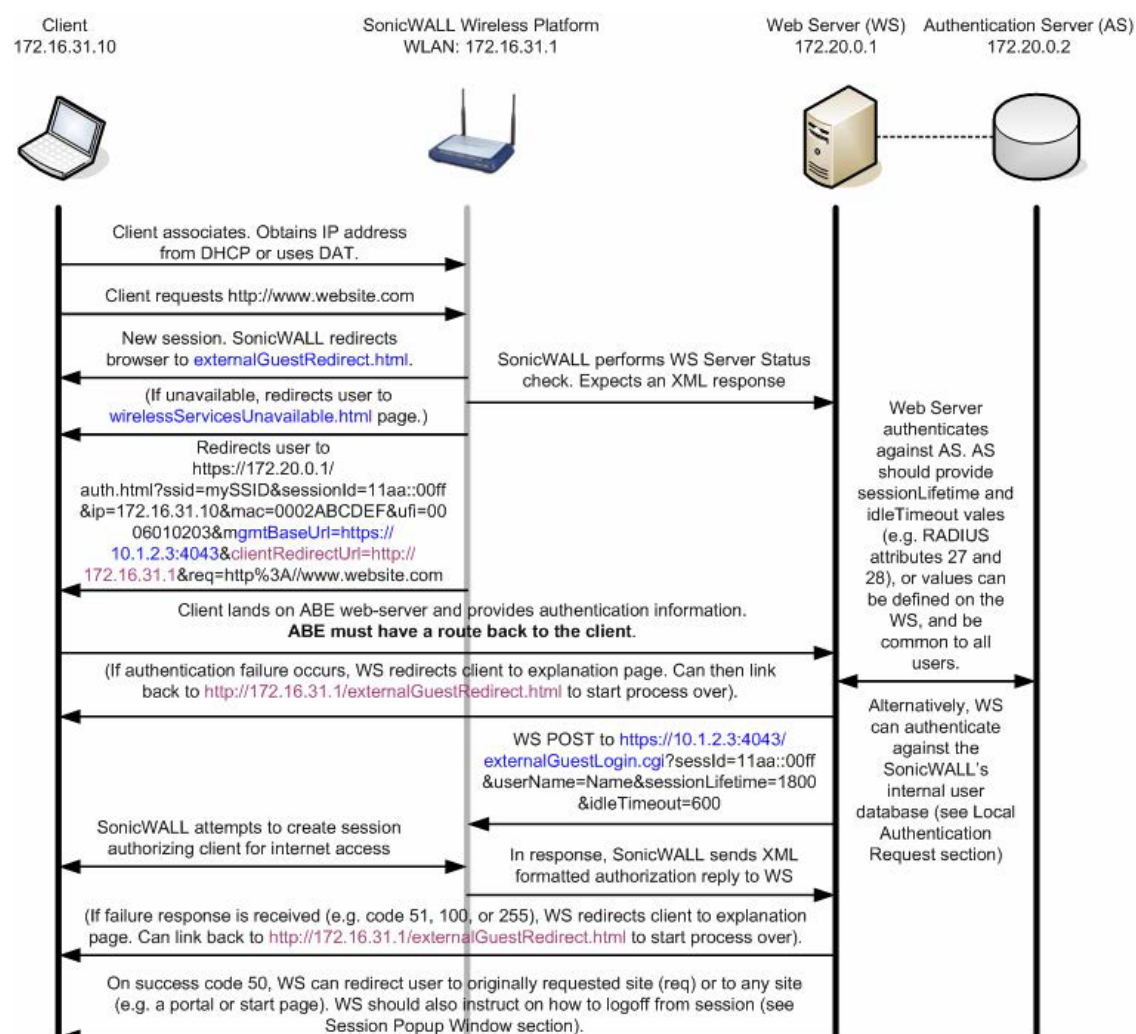 Client
172.16.31.10
SonicWALL Wireless Platform
WLAN: 172.16.31.1
Web Server (WS)
172.20.0.1
Authentication Server (AS)
172.20.0.2
Client associates. Obtains IP address
from DHCP or uses DAT.
Client requests http://www.website.com
New session. SonicWALL redirects
browser to externalGuestRedirect.html.
SonicWALL performs WS Server Status
check. Expects an XML response
(If unavailable, redirects user to
wirelessServicesUnavailable.html page.)
Redirects user to
https://172.20.0.1/
auth.html?ssid=mySSID&sessionId=11aa::00ff
&ip=172.16.31.10&mac=0002ABCDEF&ufi=00
06010203&mgmtBaseUrl=https://
10.1.2.3:4043&clientRedirectUrl=http://
172.16.31.1&req=http%3A//www.website.com
Web Server
authenticates
against AS. AS
should provide
sessionLifetime and
idleTimeout vales
(e.g. RADIUS
attributes 27 and
28), or values can
be defined on the
WS, and be
common to all
users.
Client lands on ABE web-server and provides authentication information.
ABE must have a route back to the client.
(If authentication failure occurs, WS redirects client to explanation page. Can then link
back to http://172.16.31.1/externalGuestRedirect.html to start process over).
Alternatively, WS
can authenticate
against the
SonicWALL's
internal user
database (see Local
Authentication
Request section)
WS POST to https://10.1.2.3:4043/
externalGuestLogin.cgi?sessId=11aa::00ff
&userName=Name&sessionLifetime=1800
&idleTimeout=600
SonicWALL attempts to create session
authorizing client for internet access
In response, SonicWALL sends XML
formatted authorization reply to WS
(If failure response is received (e.g. code 51, 100, or 255), WS redirects client to explanation
page. Can link back to http://172.16.31.1/externalGuestRedirect.html to start process over).
On success code 50, WS can redirect user to originally requested site (req) or to any site
(e.g. a portal or start page). WS should also instruct on how to logoff from session (see
Session Popup Window section).